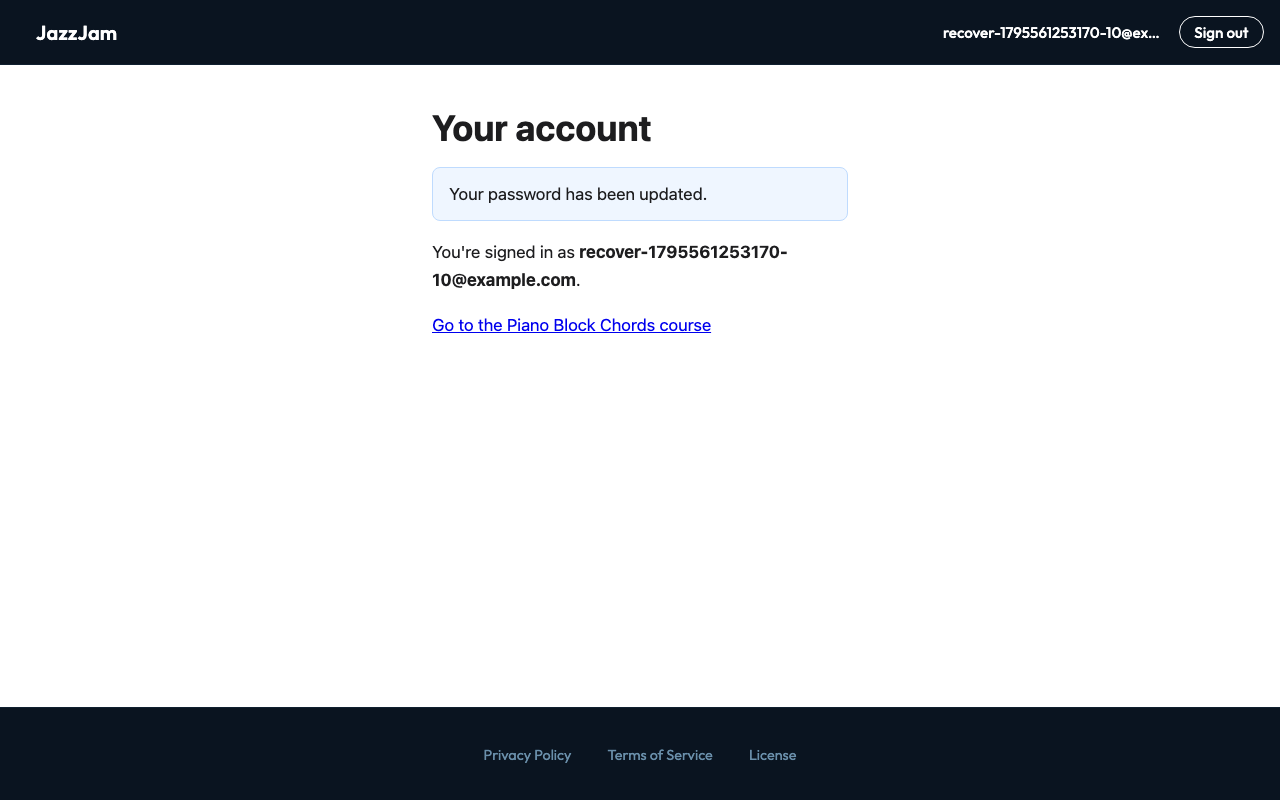 JazzJam
recover-1795561253170-10@ex...
Sign out
Your account
Your password has been updated.
You're signed in as recover-1795561253170-
10@example.com.
Go to the Piano Block Chords course
Privacy Policy
Terms of Service
License